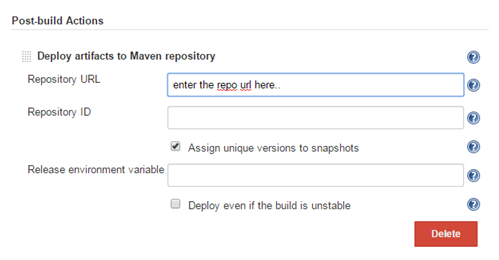 Post-build Actions
Deploy artifacts to Maven repository
Repository URL
enter the repo url here..
Repository ID
Assign unique versions to snapshots
Release environment variable
Deploy even if the build is unstable
Delete